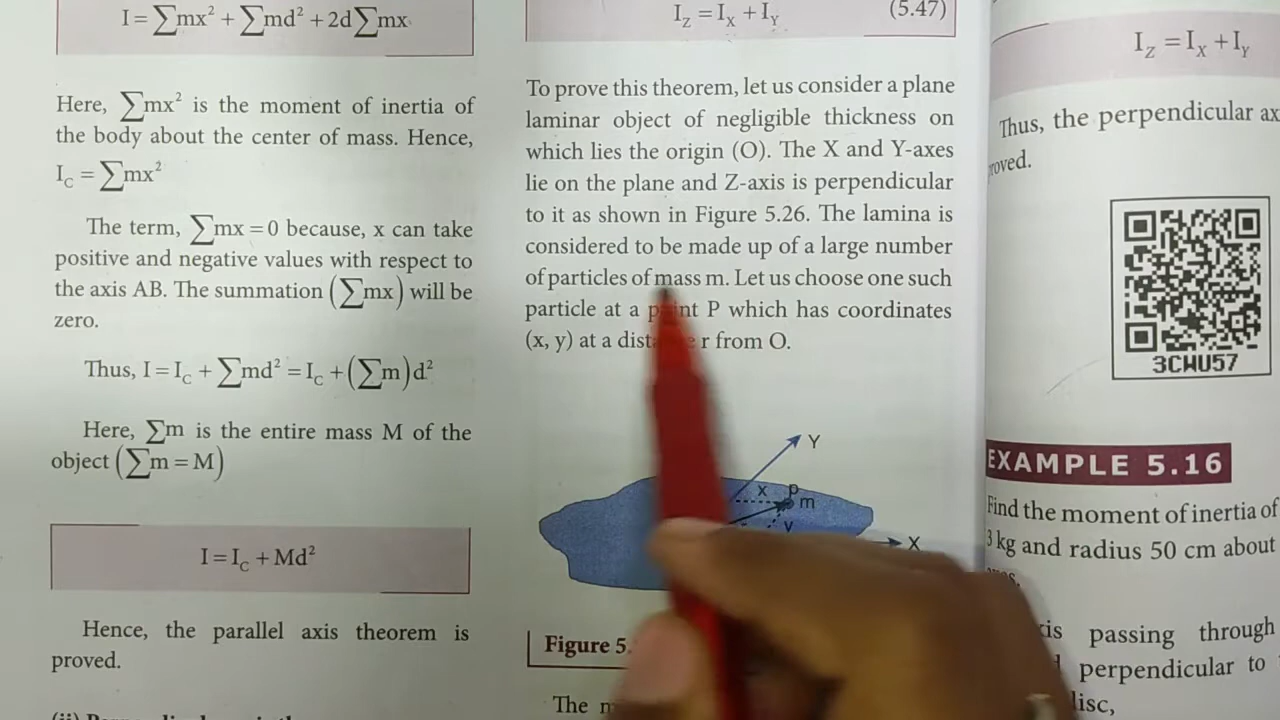 I = ∑mx² + ∑md² + 2d∑mx
Here, ∑mx² is the moment of inertia of
the body about the center of mass. Hence,
I_C = ∑mx²
The term, ∑mx = 0 because, x can take
positive and negative values with respect to
the axis AB. The summation (∑mx) will be
zero.
Thus, I = I_C + ∑md² = I_C + (∑m)d²
Here, ∑m is the entire mass M of the
object (∑m = M)
I = I_C + Md²
Hence, the parallel axis theorem is
proved.
I_Z = I_X + I_Y (5.47)
To prove this theorem, let us consider a plane
laminar object of negligible thickness on
which lies the origin (O). The X and Y-axes
lie on the plane and Z-axis is perpendicular
to it as shown in Figure 5.26. The lamina is
considered to be made up of a large number
of particles of mass m. Let us choose one such
particle at a point P which has coordinates
(x, y) at a r from O.
Y
x P
m
y
X
Figure 5.
The
I_Z = I_X + I_Y
Thus, the perpendicular
3CWU57
EXAMPLE 5.16
Find the moment of inertia of
3 kg and radius 50 cm about
passing through
perpendicular to
disc,